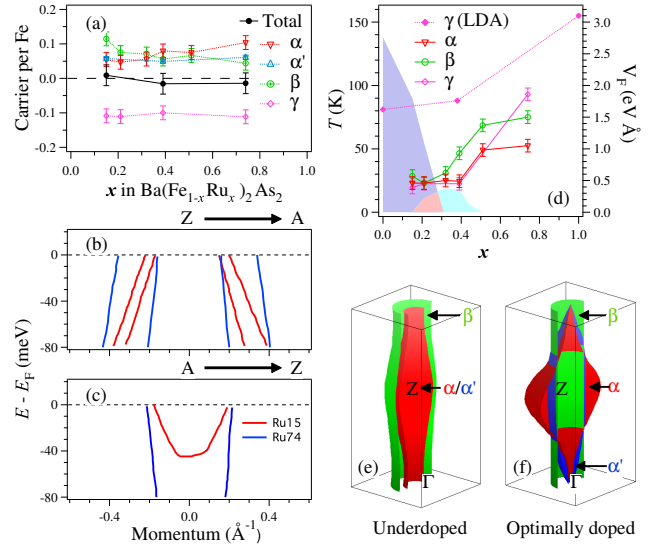 (a)
Total
α
α'
β
γ
Carrier per Fe
0.2
0.1
0.0
-0.1
-0.2
0.0
0.2
0.4
0.6
0.8
x in Ba(Fe1-xRux)2As2
γ (LDA)
α
β
γ
T (K)
150
100
50
0
VF (eV Å)
3.0
2.5
2.0
1.5
1.0
0.5
0.0
(d)
0.0
0.2
0.4
0.6
0.8
1.0
x
Z
A
(b)
0
-40
-80
A
Z
(c)
0
-40
-80
Ru15
Ru74
E - EF (meV)
-0.4
0.0
0.4
Momentum (Å-1)
β
Z
α/α'
(e)
Γ
Underdoped
β
Z
α
(f)
α'
Γ
Optimally doped